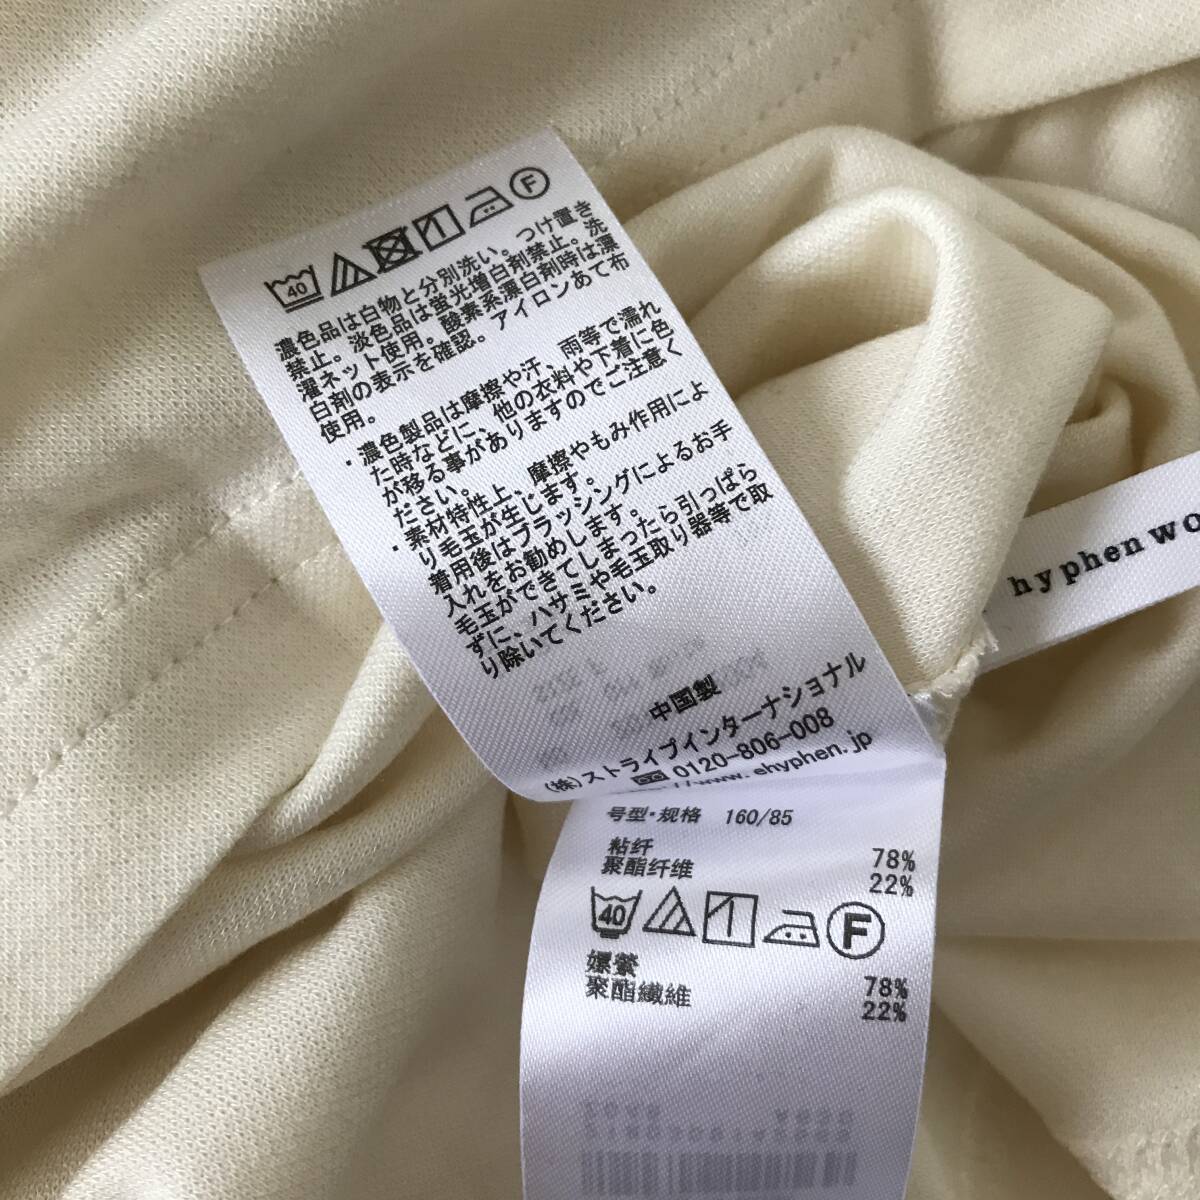 40 F
濃色品は白物と分別洗い。つけ置き
禁止。淡色品は蛍光増白剤禁止。洗
濯ネット使用。酸素系漂白剤時は漂
白剤の表示を確認。アイロンあて布
使用。
・濃色製品は摩擦や汗、雨等で濡れ
た時などに、他の衣料や下着に色
が移る事がありますのでご注意く
ださい。
・素材特性上、摩擦やもみ作用によ
り毛玉が生じます。
着用後はブラッシングによるお手
入れをお勧めします。
毛玉ができてしまったら引っぱら
ずに、ハサミや毛玉取り器等で取
り除いてください。
中国製
(株)ストライプインターナショナル
0120-806-008
http://www.ehyphen.jp
hyphen wo
号型·规格 160/85
粘纤 78%
聚酯纤维 22%
40 F
嫘縈 78%
聚酯纖維 22%